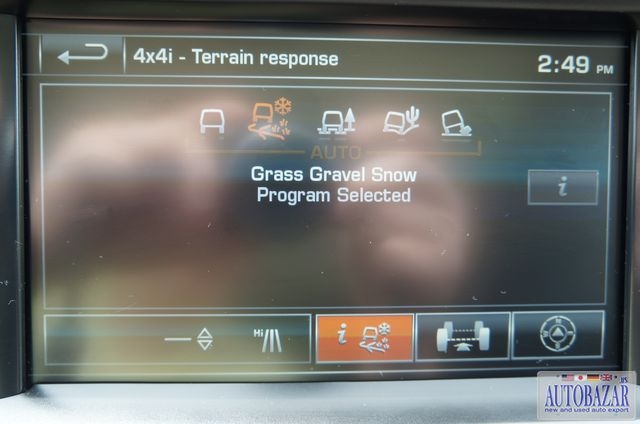 4x4i - Terrain response
2:49 PM
AUTO
Grass Gravel Snow
Program Selected
i
Hi
i
AUTOBAZAR.US
new and used auto export